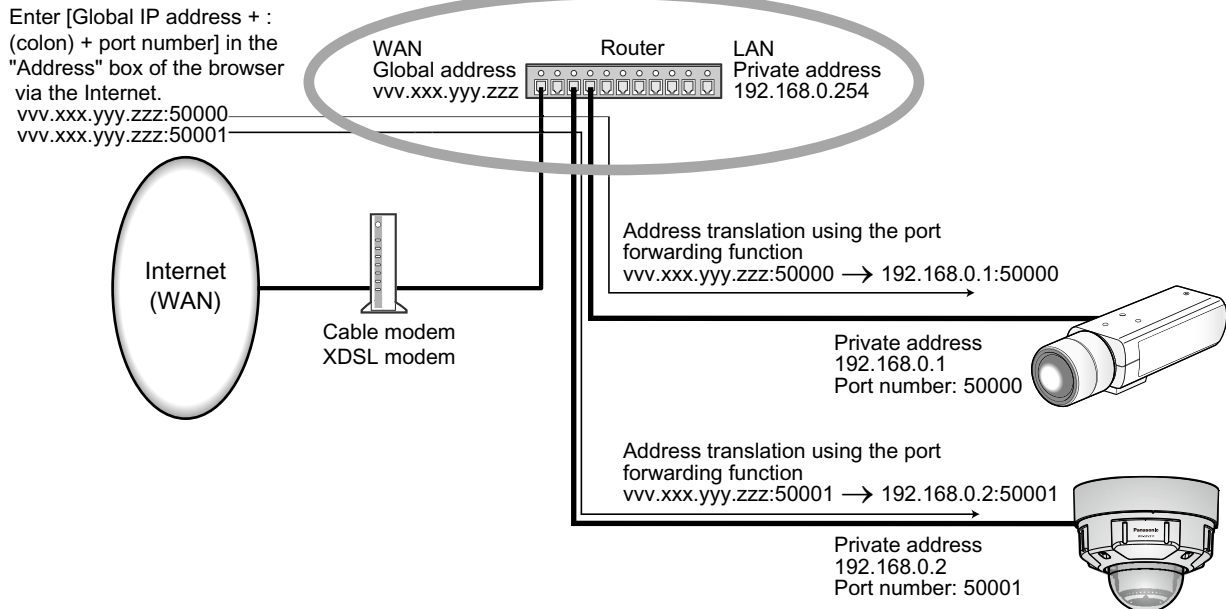 Enter [Global IP address + :
(colon) + port number] in the
"Address" box of the browser
via the Internet.
vvv.xxx.yyy.zzz:50000
vvv.xxx.yyy.zzz:50001
WAN
Global address
vvv.xxx.yyy.zzz
Router
LAN
Private address
192.168.0.254
Internet
(WAN)
Cable modem
XDSL modem
Address translation using the port
forwarding function
vvv.xxx.yyy.zzz:50000 → 192.168.0.1:50000
Private address
192.168.0.1
Port number: 50000
Address translation using the port
forwarding function
vvv.xxx.yyy.zzz:50001 → 192.168.0.2:50001
Private address
192.168.0.2
Port number: 50001
Panasonic